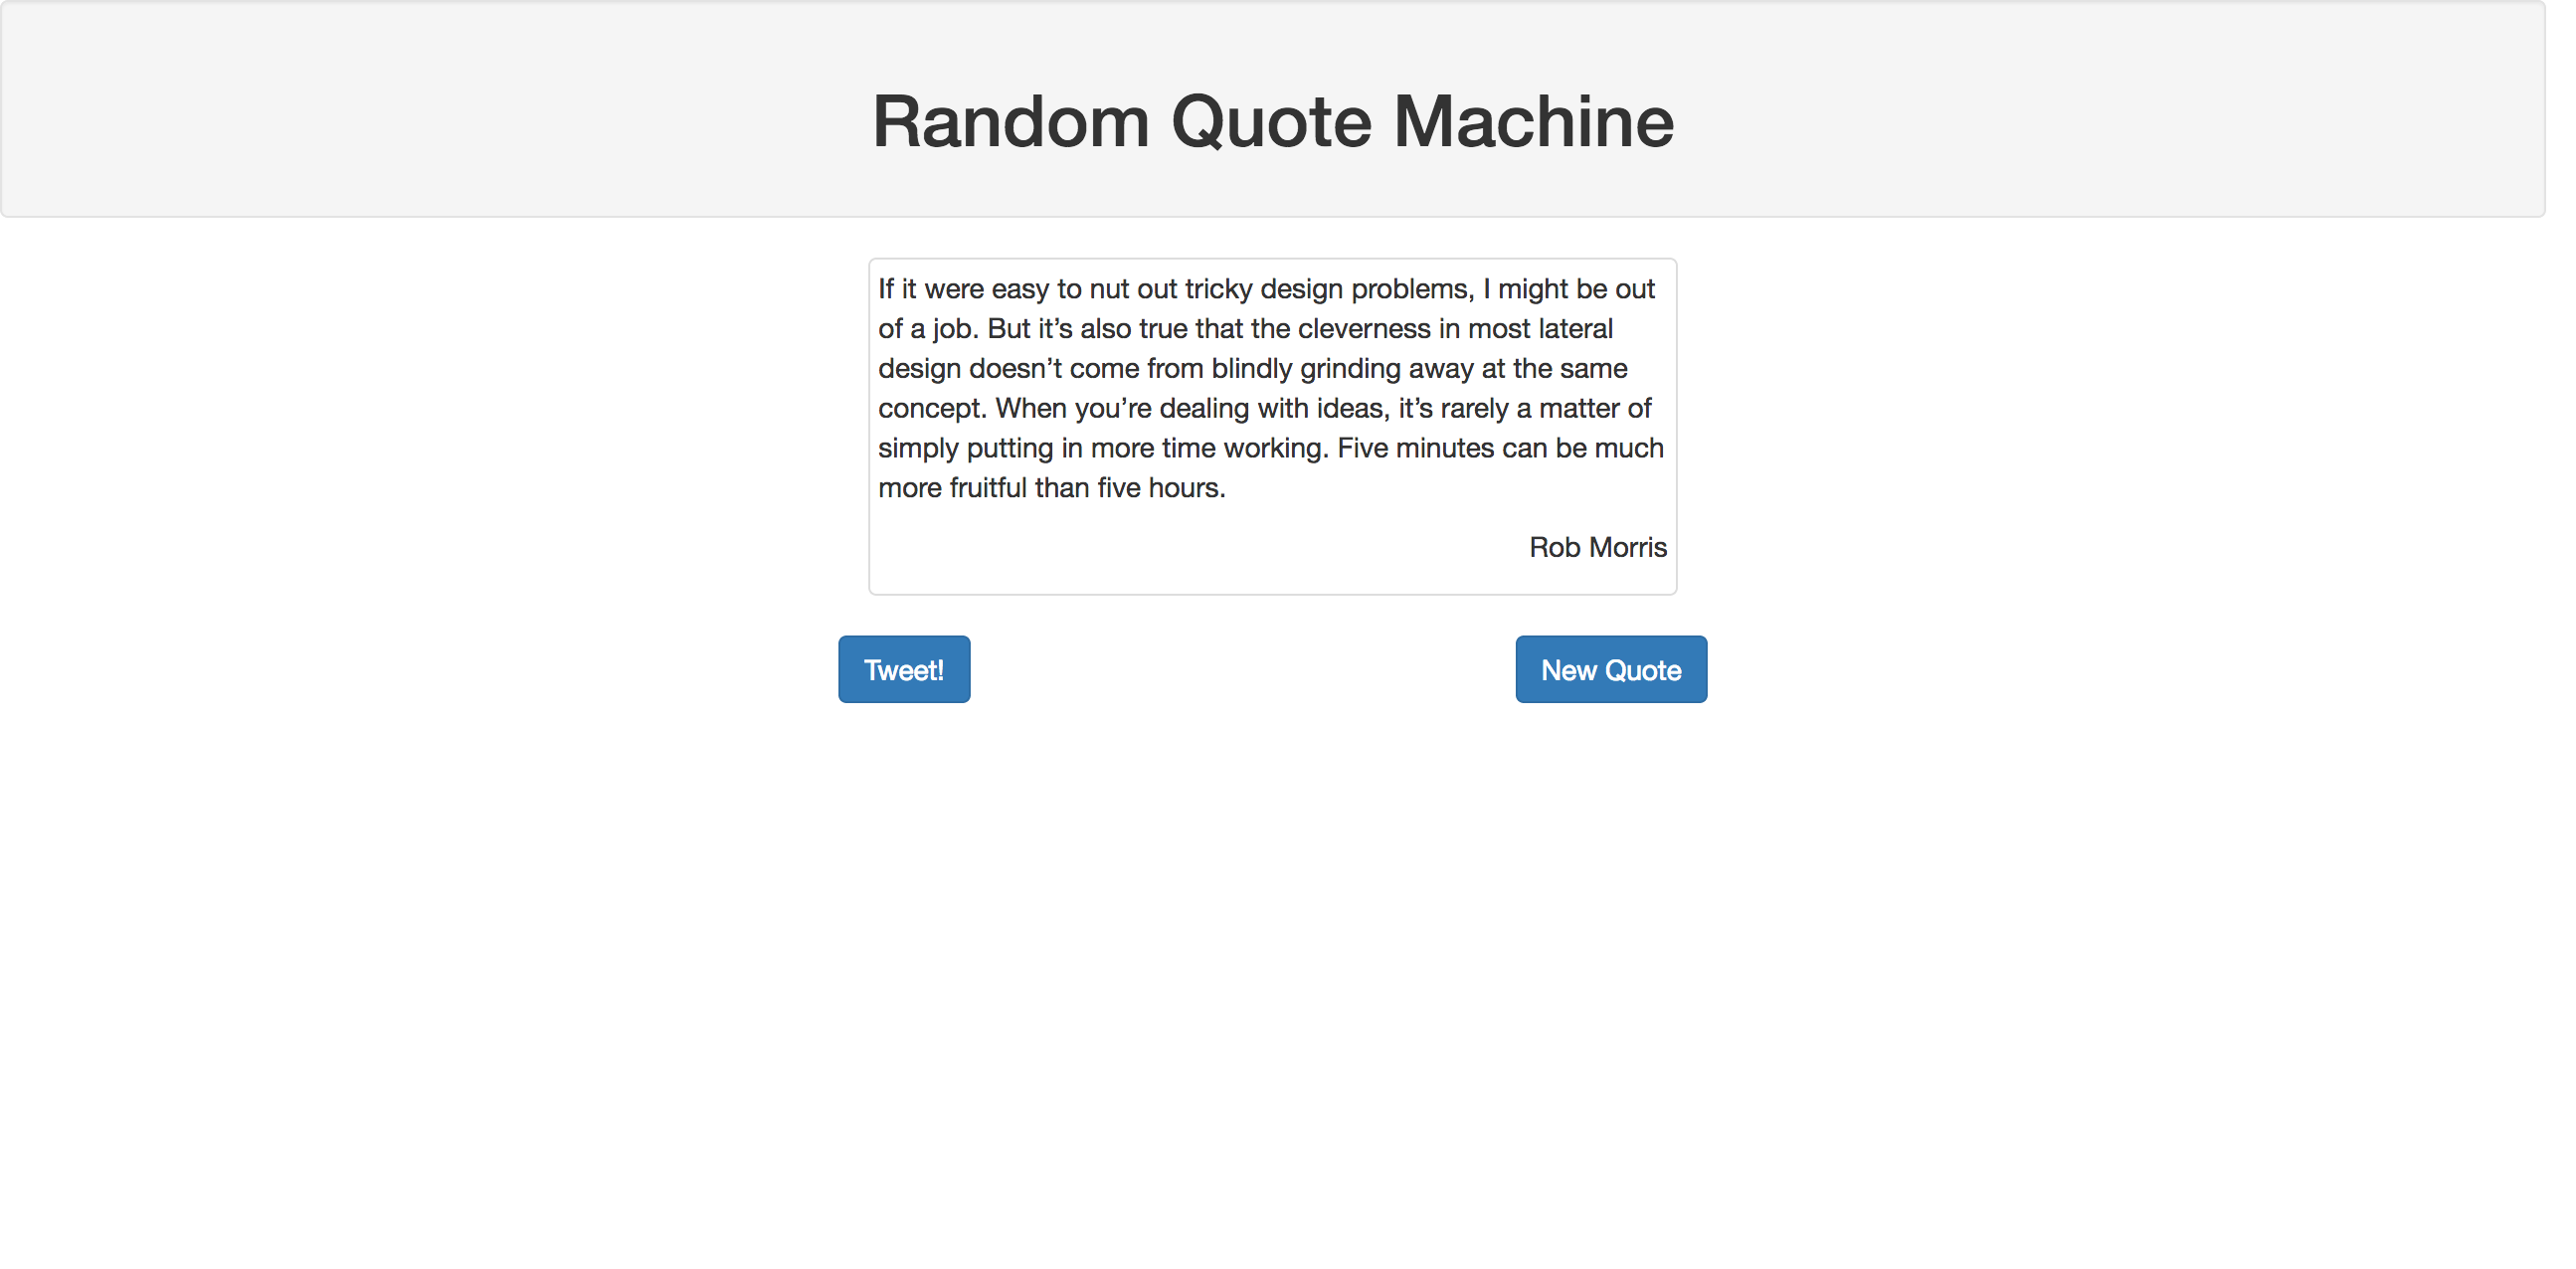 Random Quote Machine
If it were easy to nut out tricky design problems, I might be out
of a job. But it’s also true that the cleverness in most lateral
design doesn’t come from blindly grinding away at the same
concept. When you’re dealing with ideas, it’s rarely a matter of
simply putting in more time working. Five minutes can be much
more fruitful than five hours.
Rob Morris
Tweet!
New Quote